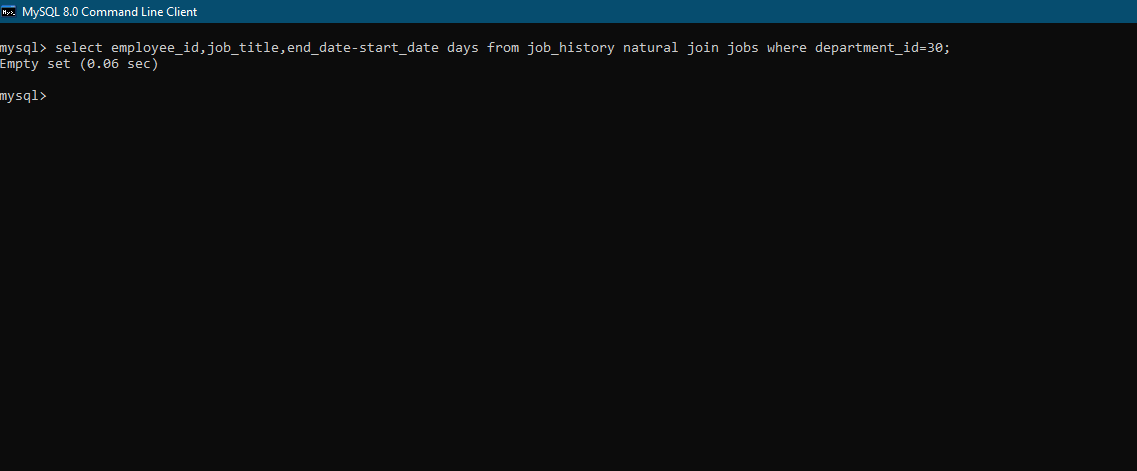 MySQL 8.0 Command Line Client
mysql> select employee_id,job_title,end_date-start_date days from job_history natural join jobs where department_id=30;
Empty set (0.06 sec)
mysql>